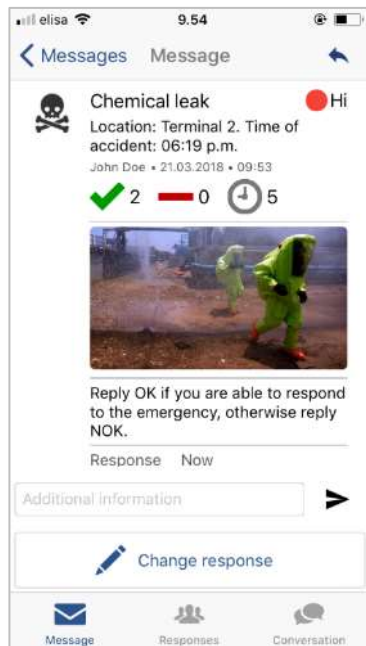 elisa 9.54
Messages Message
Chemical leak Hi
Location: Terminal 2. Time of
accident: 06:19 p.m.
John Doe • 21.03.2018 • 09:53
2 0 5
Reply OK if you are able to respond
to the emergency, otherwise reply
NOK.
Response Now
Additional information
Change response
Message Responses Conversation